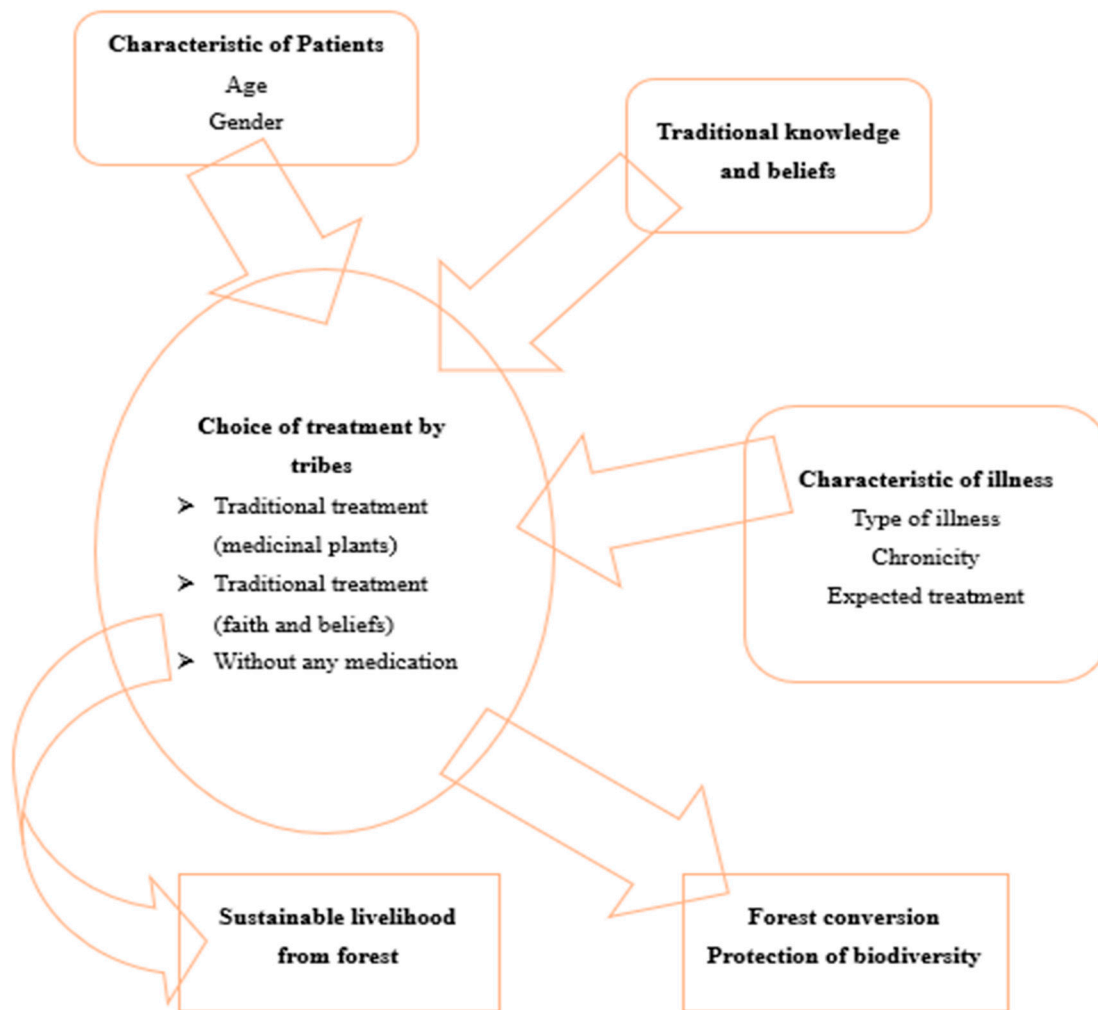 Characteristic of Patients
Age
Gender
Traditional knowledge
and beliefs
Choice of treatment by
tribes
➢ Traditional treatment
(medicinal plants)
➢ Traditional treatment
(faith and beliefs)
➢ Without any medication
Characteristic of illness
Type of illness
Chronicity
Expected treatment
Sustainable livelihood
from forest
Forest conversion
Protection of biodiversity